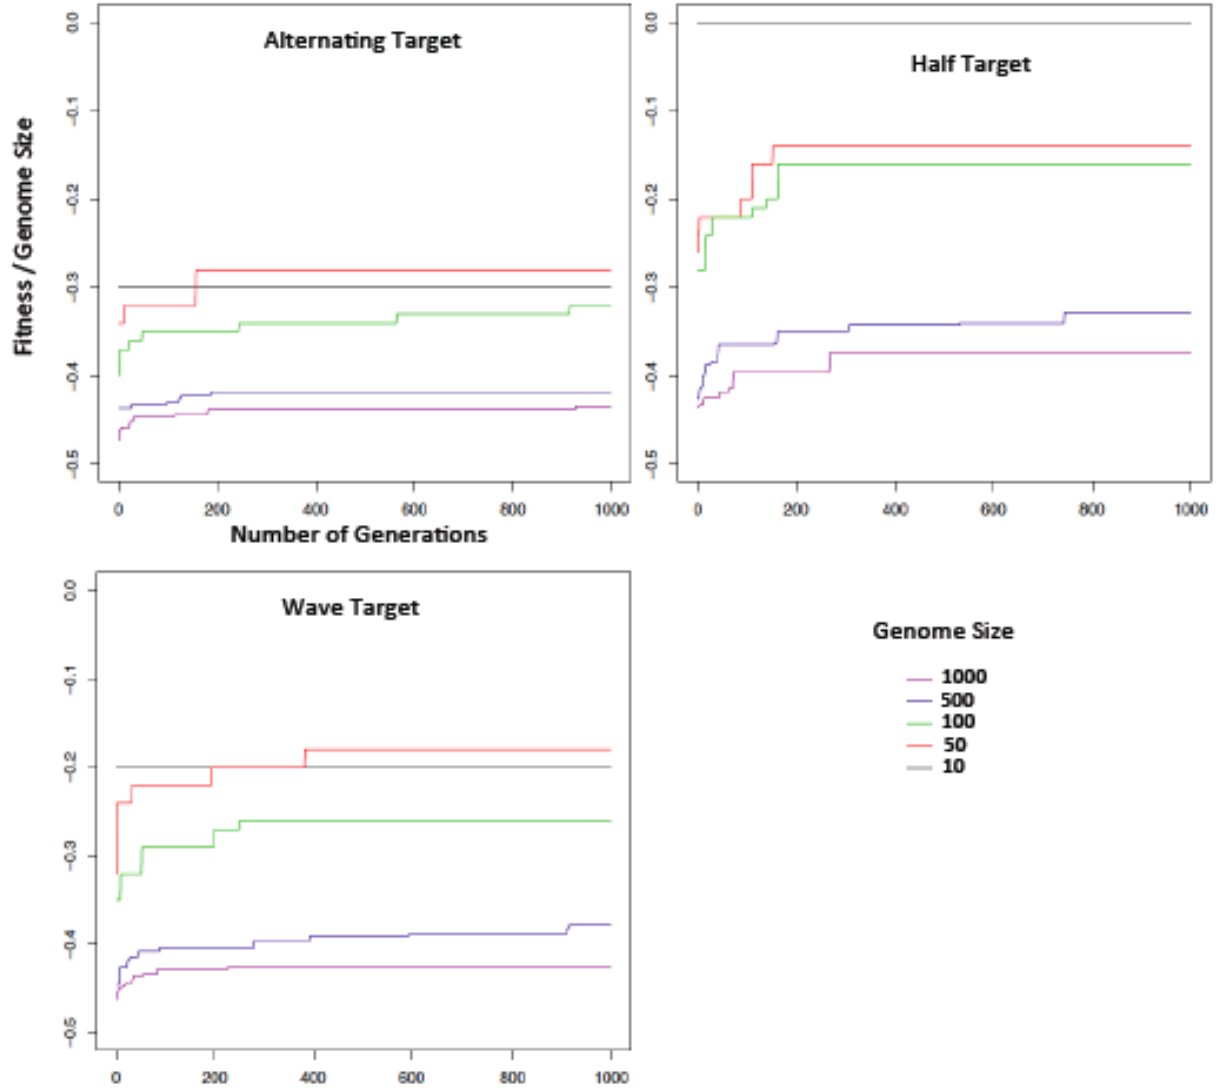 Alternating Target
Half Target
Fitness / Genome Size
0.0
-0.1
-0.2
-0.3
-0.4
-0.5
0 200 400 600 800 1000
0.0
-0.1
-0.2
-0.3
-0.4
-0.5
0 200 400 600 800 1000
Number of Generations
Wave Target
0.0
-0.1
-0.2
-0.3
-0.4
-0.5
0 200 400 600 800 1000
Genome Size
1000
500
100
50
10